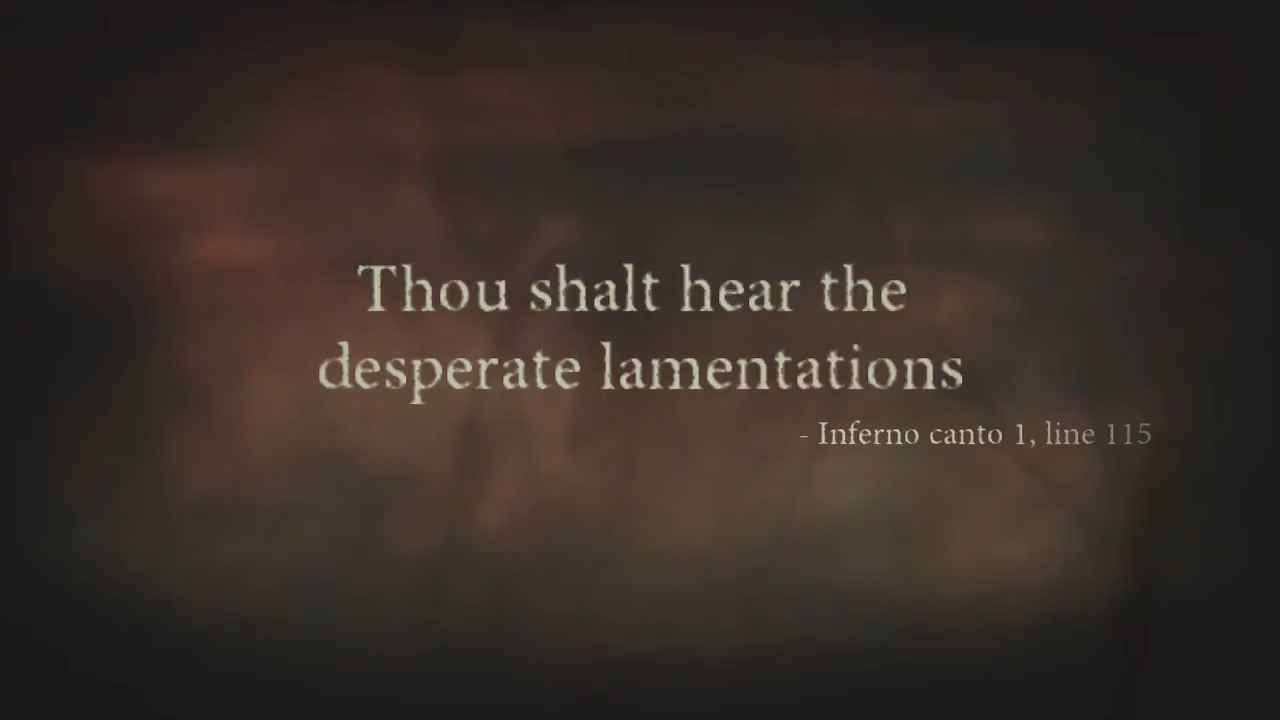 Thou shalt hear the
desperate lamentations
- Inferno canto 1, line 115